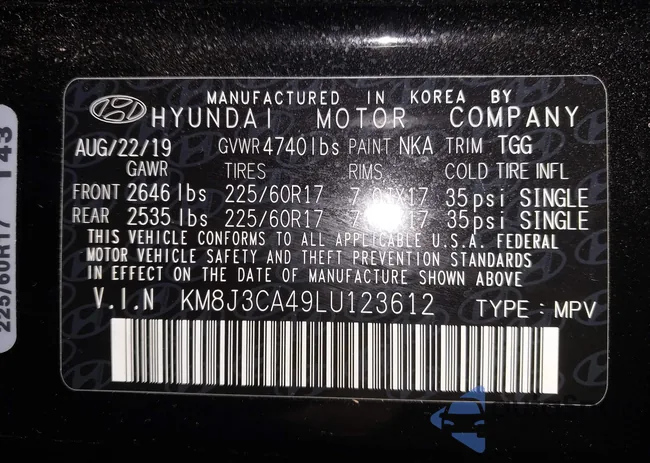 MANUFACTURED IN KOREA BY
HYUNDAI MOTOR COMPANY
AUG/22/19 GVWR 4740lbs PAINT NKA TRIM TGG
GAWR TIRES RIMS COLD TIRE INFL
FRONT 2646 lbs 225/60R17 35psi SINGLE
REAR 2535 lbs 225/60R17 35psi SINGLE
THIS VEHICLE CONFORMS TO ALL APPLICABLE U.S.A. FEDERAL
MOTOR VEHICLE SAFETY AND THEFT PREVENTION STANDARDS
IN EFFECT ON THE DATE OF MANUFACTURE SHOWN ABOVE
V.I.N KM8J3CA49LU123612 TYPE : MPV
225/60R17 143